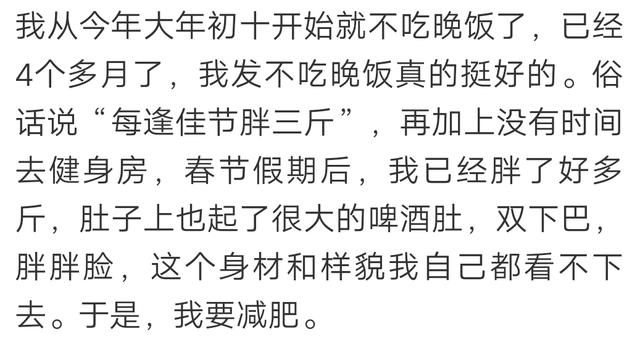 我从今年大年初十开始就不吃晚饭了，已经
4个多月了，我发不吃晚饭真的挺好的。俗
话说“每逢佳节胖三斤”，再加上没有时间
去健身房，春节假期后，我已经胖了好多
斤，肚子上也起了很大的啤酒肚，双下巴，
胖胖脸，这个身材和样貌我自己都看不下
去。于是，我要减肥。